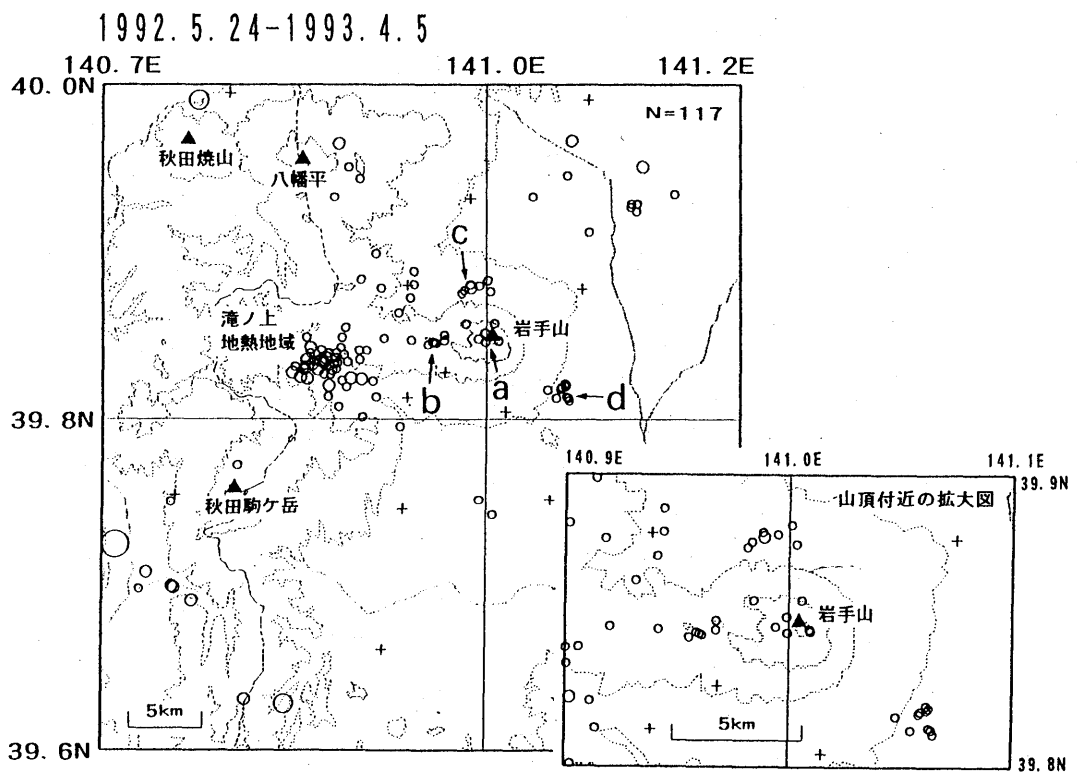 1992.5.24-1993.4.5
140.7E 141.0E 141.2E
40.0N
N=117
秋田焼山
八幡平
c
滝ノ上
地熱地域
岩手山
b a d
39.8N
秋田駒ケ岳
5km
39.6N
140.9E 141.0E 141.1E
39.9N
山頂付近の拡大図
岩手山
5km
39.8N